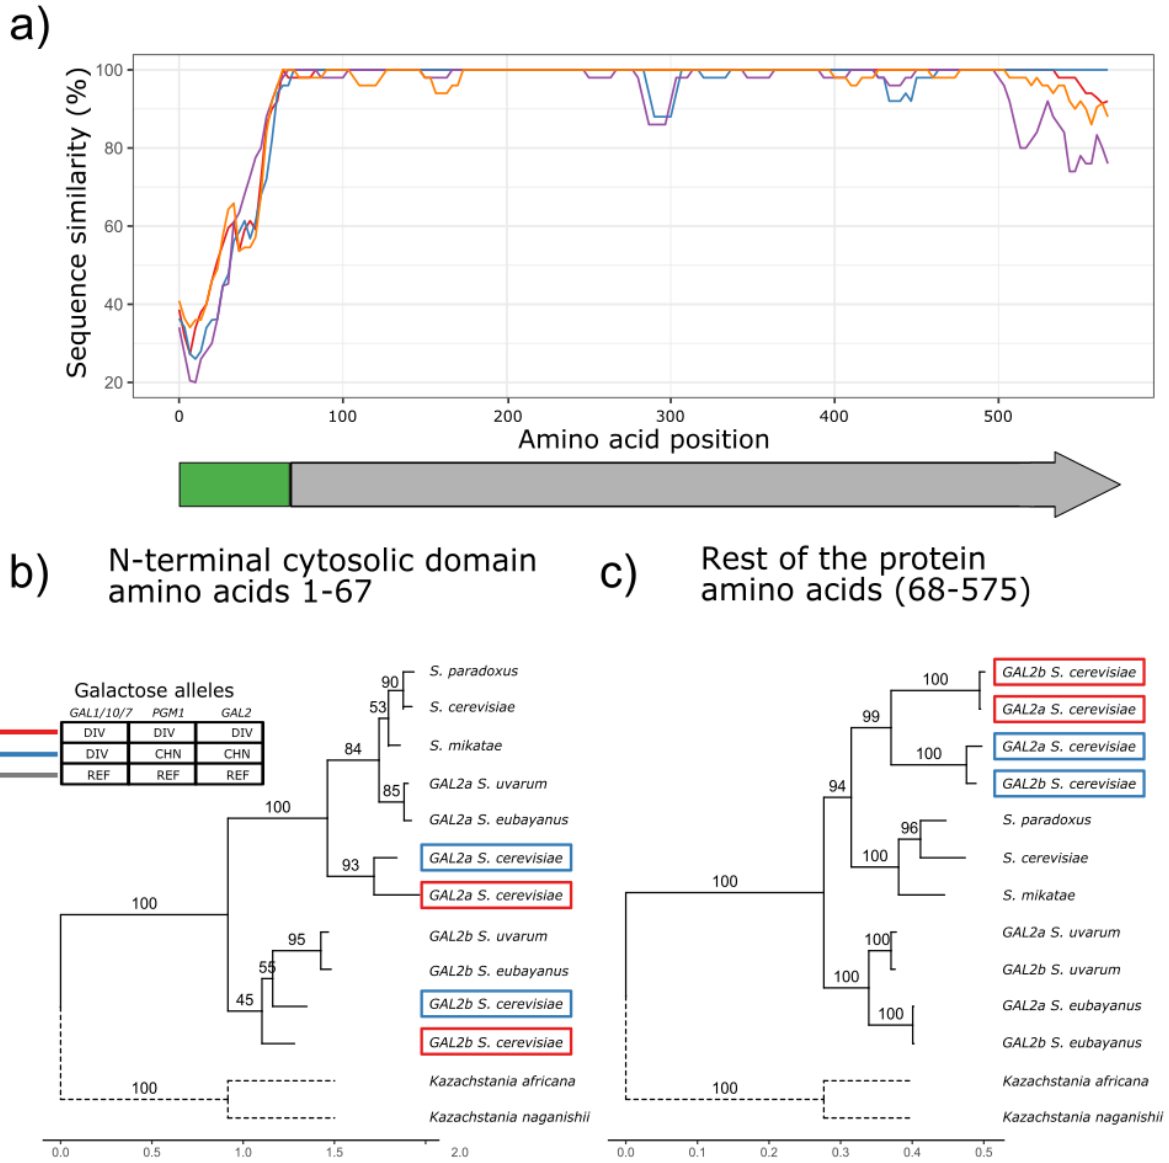 a)
Sequence similarity (%)
100
80
60
40
20
0 100 200 300 400 500
Amino acid position
b) N-terminal cytosolic domain
amino acids 1-67
Galactose alleles
GAL1/10/7 PGM1 GAL2
DIV DIV DIV
DIV CHN CHN
REF REF REF
100
100
84
53
90
85
93
45
55
95
100
S. paradoxus
S. cerevisiae
S. mikatae
GAL2a S. uvarum
GAL2a S. eubayanus
GAL2a S. cerevisiae
GAL2a S. cerevisiae
GAL2b S. uvarum
GAL2b S. eubayanus
GAL2b S. cerevisiae
GAL2b S. cerevisiae
Kazachstania africana
Kazachstania naganishii
0.0 0.5 1.0 1.5 2.0
c) Rest of the protein
amino acids (68-575)
100
94
99
100
100
100
96
100
100
100
100
GAL2b S. cerevisiae
GAL2a S. cerevisiae
GAL2a S. cerevisiae
GAL2b S. cerevisiae
S. paradoxus
S. cerevisiae
S. mikatae
GAL2a S. uvarum
GAL2b S. uvarum
GAL2a S. eubayanus
GAL2b S. eubayanus
Kazachstania africana
Kazachstania naganishii
0.0 0.1 0.2 0.3 0.4 0.5